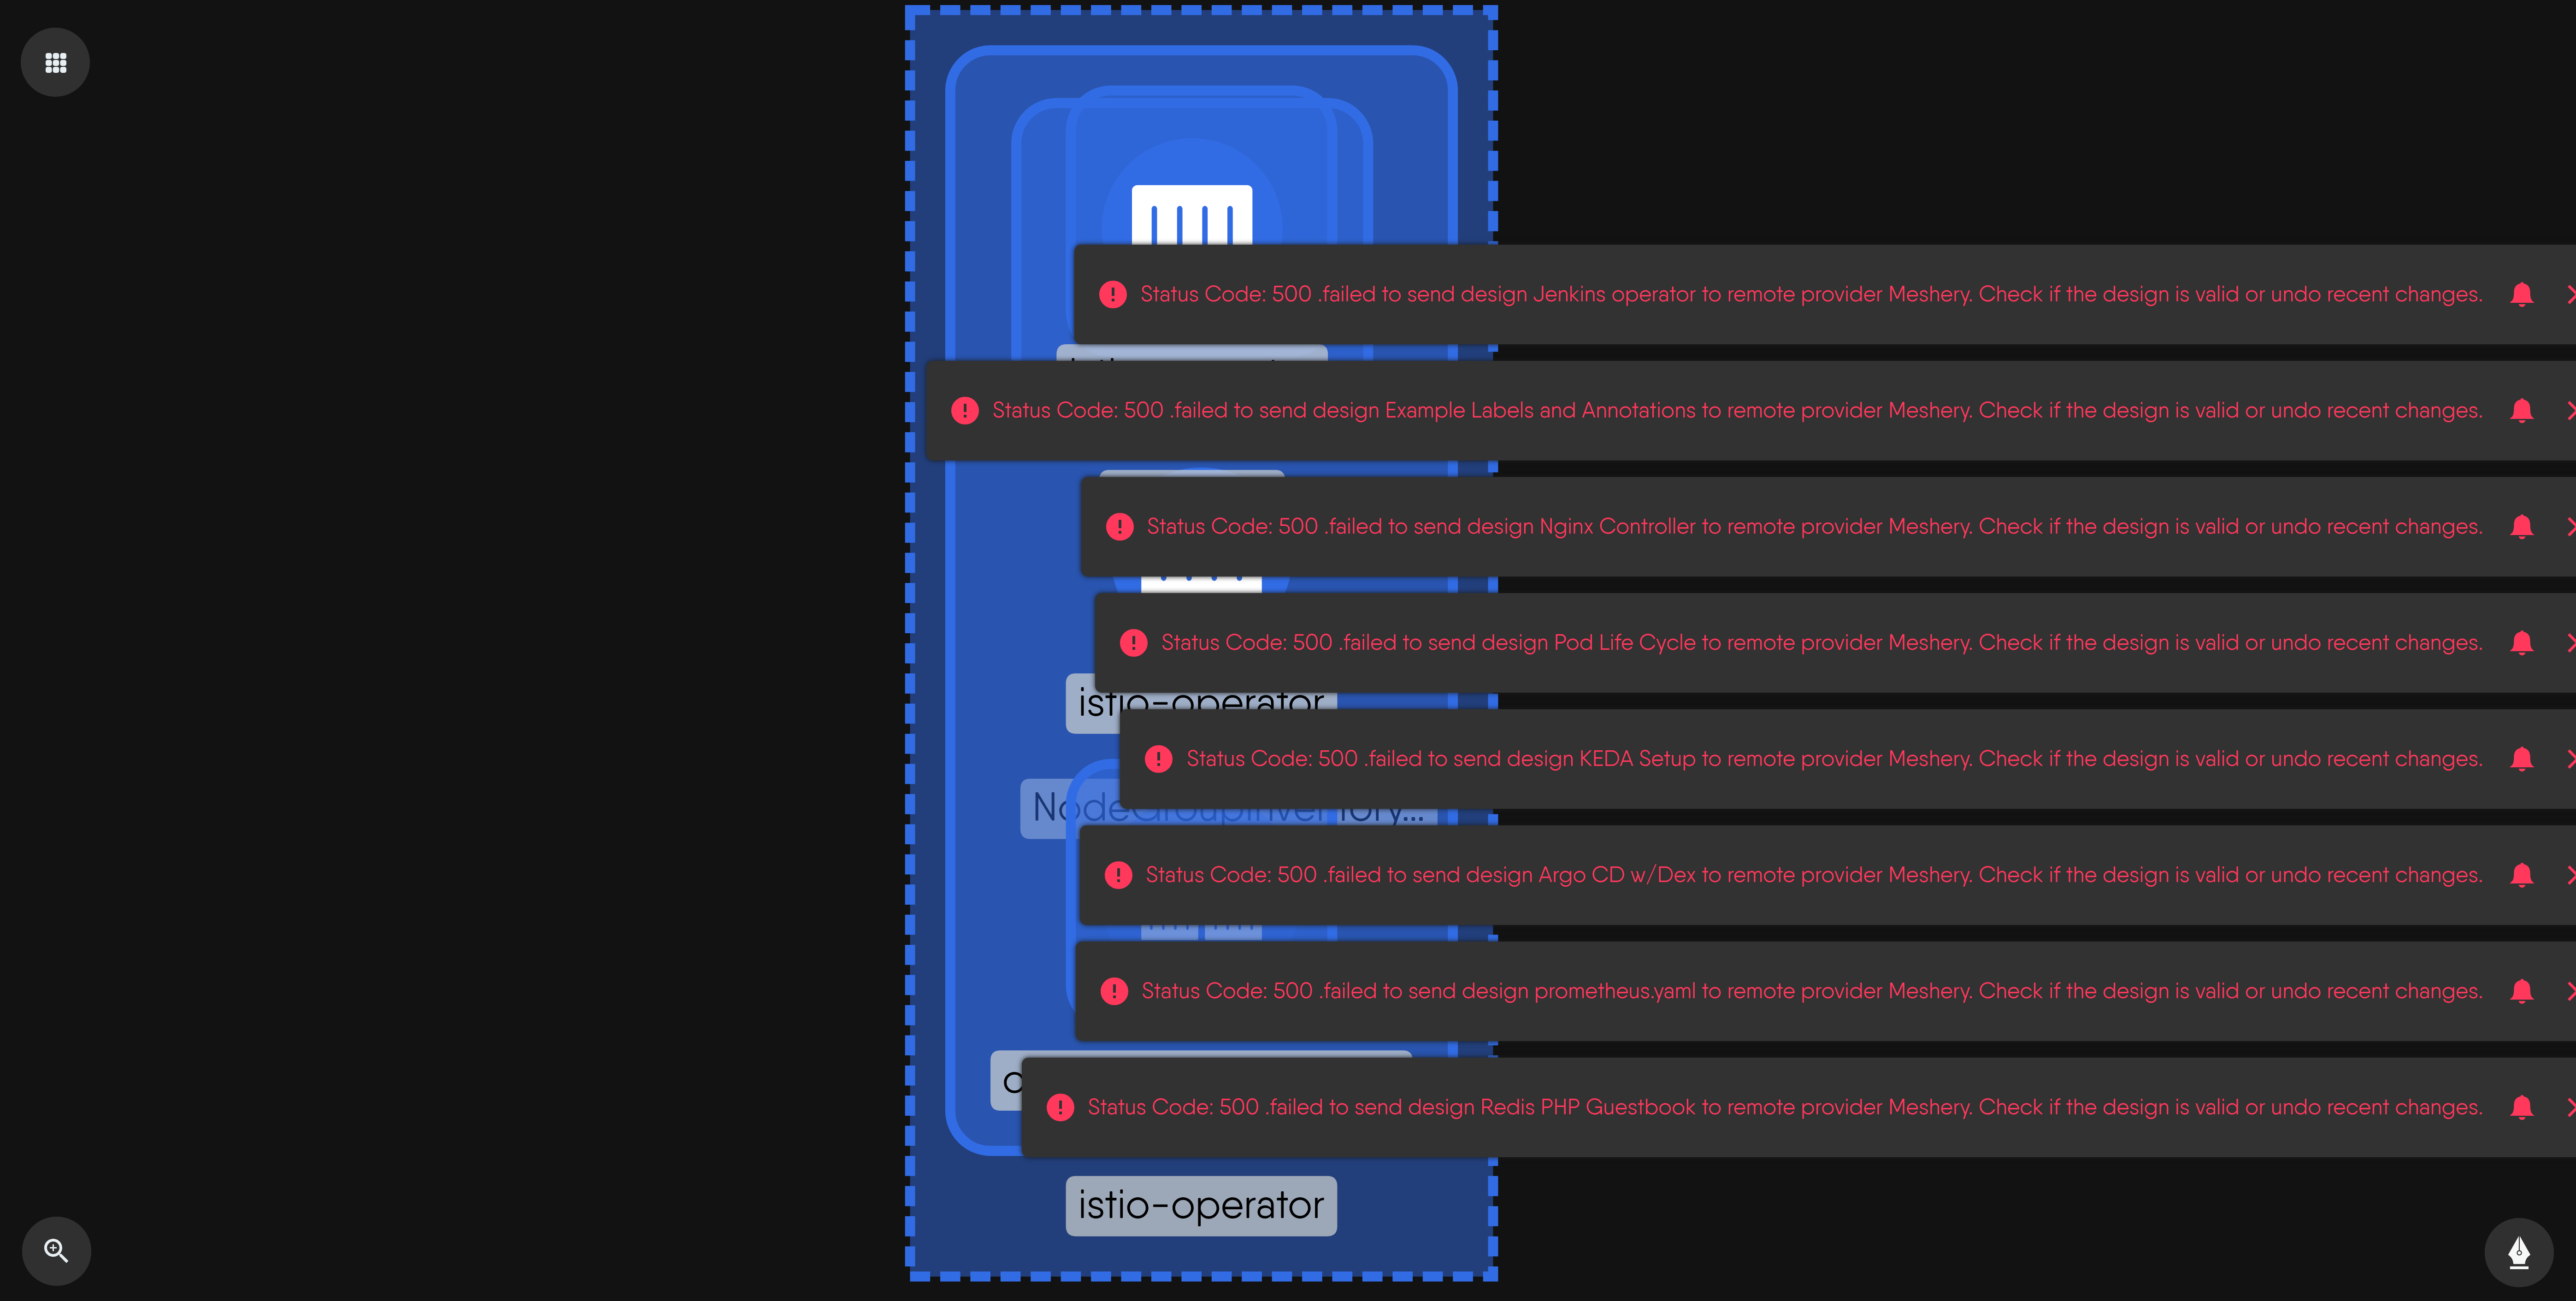 Status Code: 500 .failed to send design Jenkins operator to remote provider Meshery. Check if the design is valid or undo recent changes.
Status Code: 500 .failed to send design Example Labels and Annotations to remote provider Meshery. Check if the design is valid or undo recent changes.
Status Code: 500 .failed to send design Nginx Controller to remote provider Meshery. Check if the design is valid or undo recent changes.
Status Code: 500 .failed to send design Pod Life Cycle to remote provider Meshery. Check if the design is valid or undo recent changes.
istio-operator
Status Code: 500 .failed to send design KEDA Setup to remote provider Meshery. Check if the design is valid or undo recent changes.
NodeGroupInventory...
Status Code: 500 .failed to send design Argo CD w/Dex to remote provider Meshery. Check if the design is valid or undo recent changes.
Status Code: 500 .failed to send design prometheus.yaml to remote provider Meshery. Check if the design is valid or undo recent changes.
Status Code: 500 .failed to send design Redis PHP Guestbook to remote provider Meshery. Check if the design is valid or undo recent changes.
istio-operator